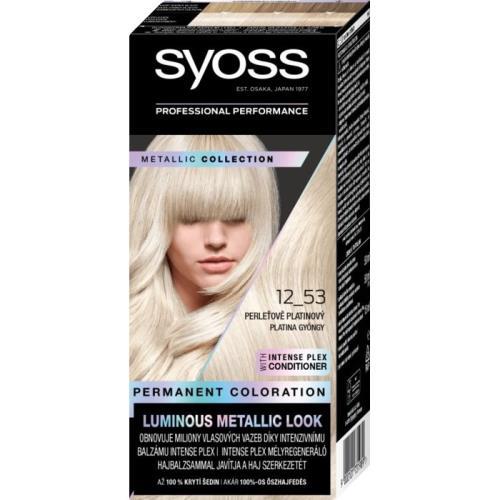 SYOSS
EST. OSAKA, JAPAN 1977
PROFESSIONAL PERFORMANCE
METALLIC COLLECTION
12_53
PERLEŤOVĚ PLATINOVÝ
PLATINA GYÖNGY
WITH INTENSE PLEX
CONDITIONER
PERMANENT COLORATION
LUMINOUS METALLIC LOOK
OBNOVUJE MILIONY VLASOVÝCH VAZEB DÍKY INTENZIVNÍMU
BALZÁMU INTENSE PLEX | INTENSE PLEX MÉLYREGENERÁLÓ
HAJBALZSAMMAL JAVÍTJA A HAJ SZERKEZETÉT
AŽ 100 % KRYTÍ ŠEDIN | AKÁR 100%-OS ŐSZHAJFEDÉS